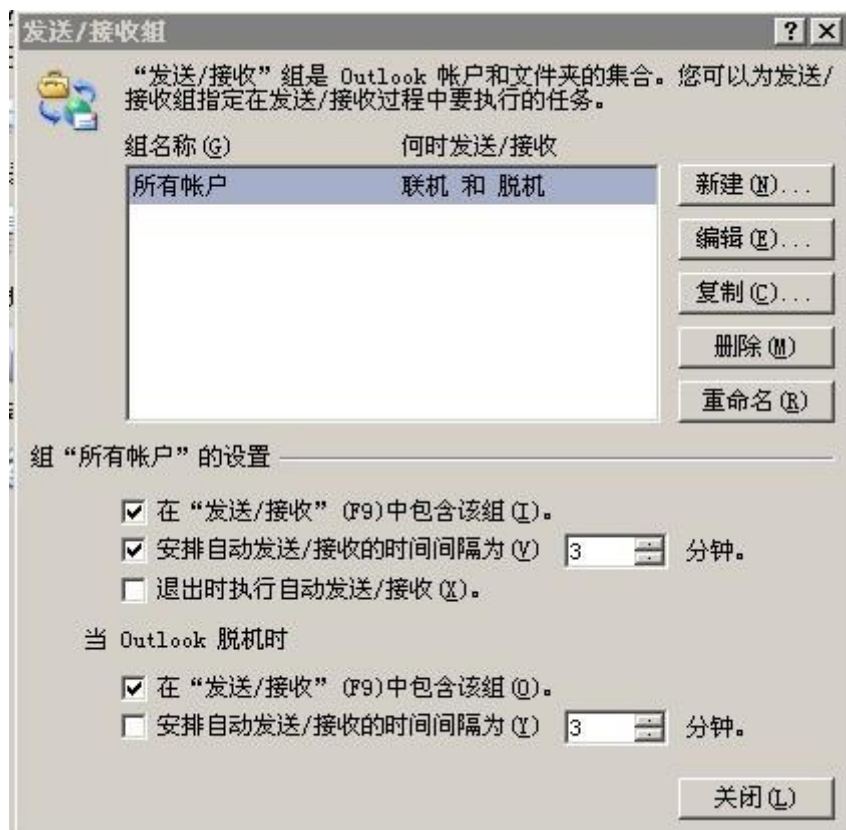 发送/接收组
“发送/接收”组是 Outlook 帐户和文件夹的集合。您可以为发送/
接收组指定在发送/接收过程中要执行的任务。
组名称(G) 何时发送/接收
所有帐户 联机 和 脱机
新建(N)...
编辑(E)...
复制(C)...
删除(M)
重命名(R)
组“所有帐户”的设置
在“发送/接收”(F9)中包含该组(I)。
安排自动发送/接收的时间间隔为(V) 3 分钟。
退出时执行自动发送/接收(X)。
当 Outlook 脱机时
在“发送/接收”(F9)中包含该组(O)。
安排自动发送/接收的时间间隔为(Y) 3 分钟。
关闭(L)